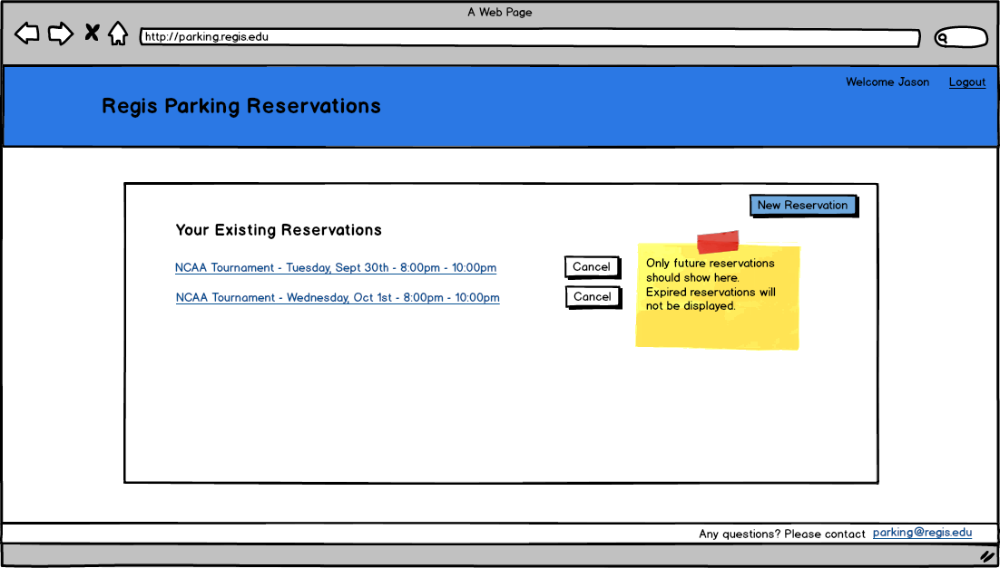 A Web Page
http://parking.regis.edu
Welcome Jason Logout
Regis Parking Reservations
New Reservation
Your Existing Reservations
NCAA Tournament - Tuesday, Sept 30th - 8:00pm - 10:00pm Cancel
NCAA Tournament - Wednesday, Oct 1st - 8:00pm - 10:00pm Cancel
Only future reservations
should show here.
Expired reservations will
not be displayed.
Any questions? Please contact parking@regis.edu